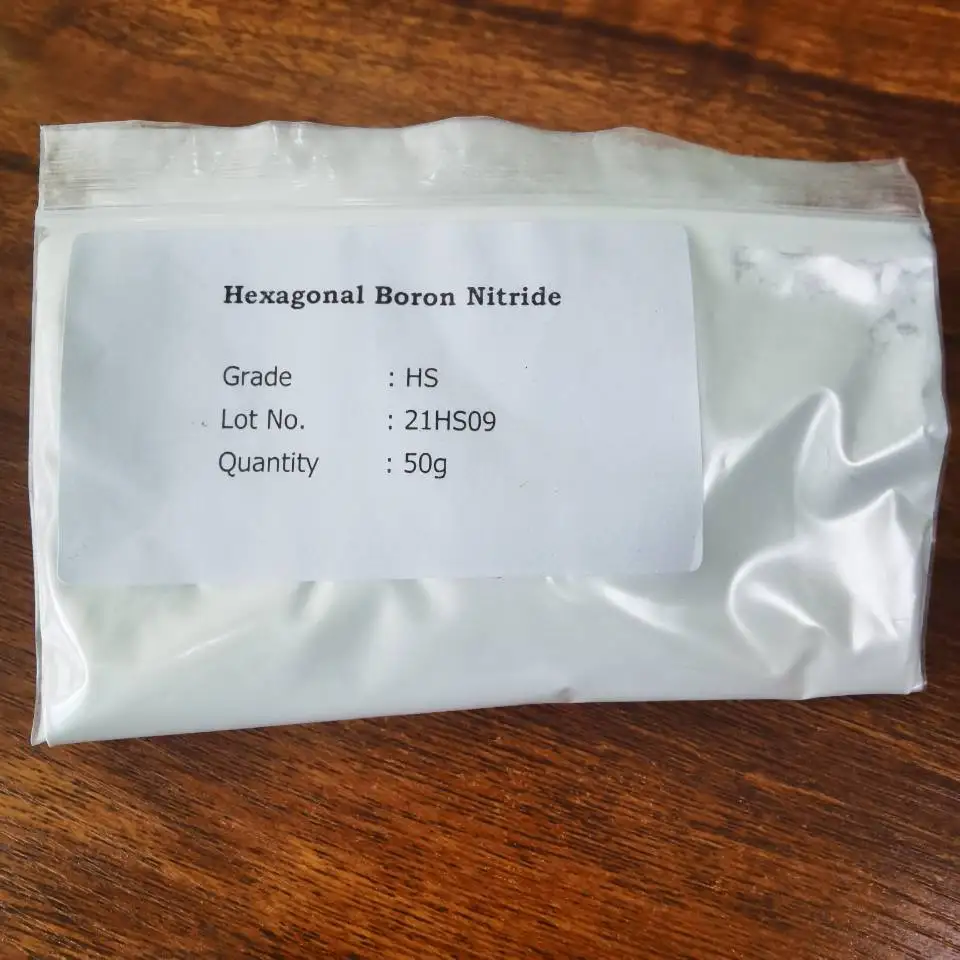 Hexagonal Boron Nitride
Grade : HS
Lot No. : 21HS09
Quantity : 50g